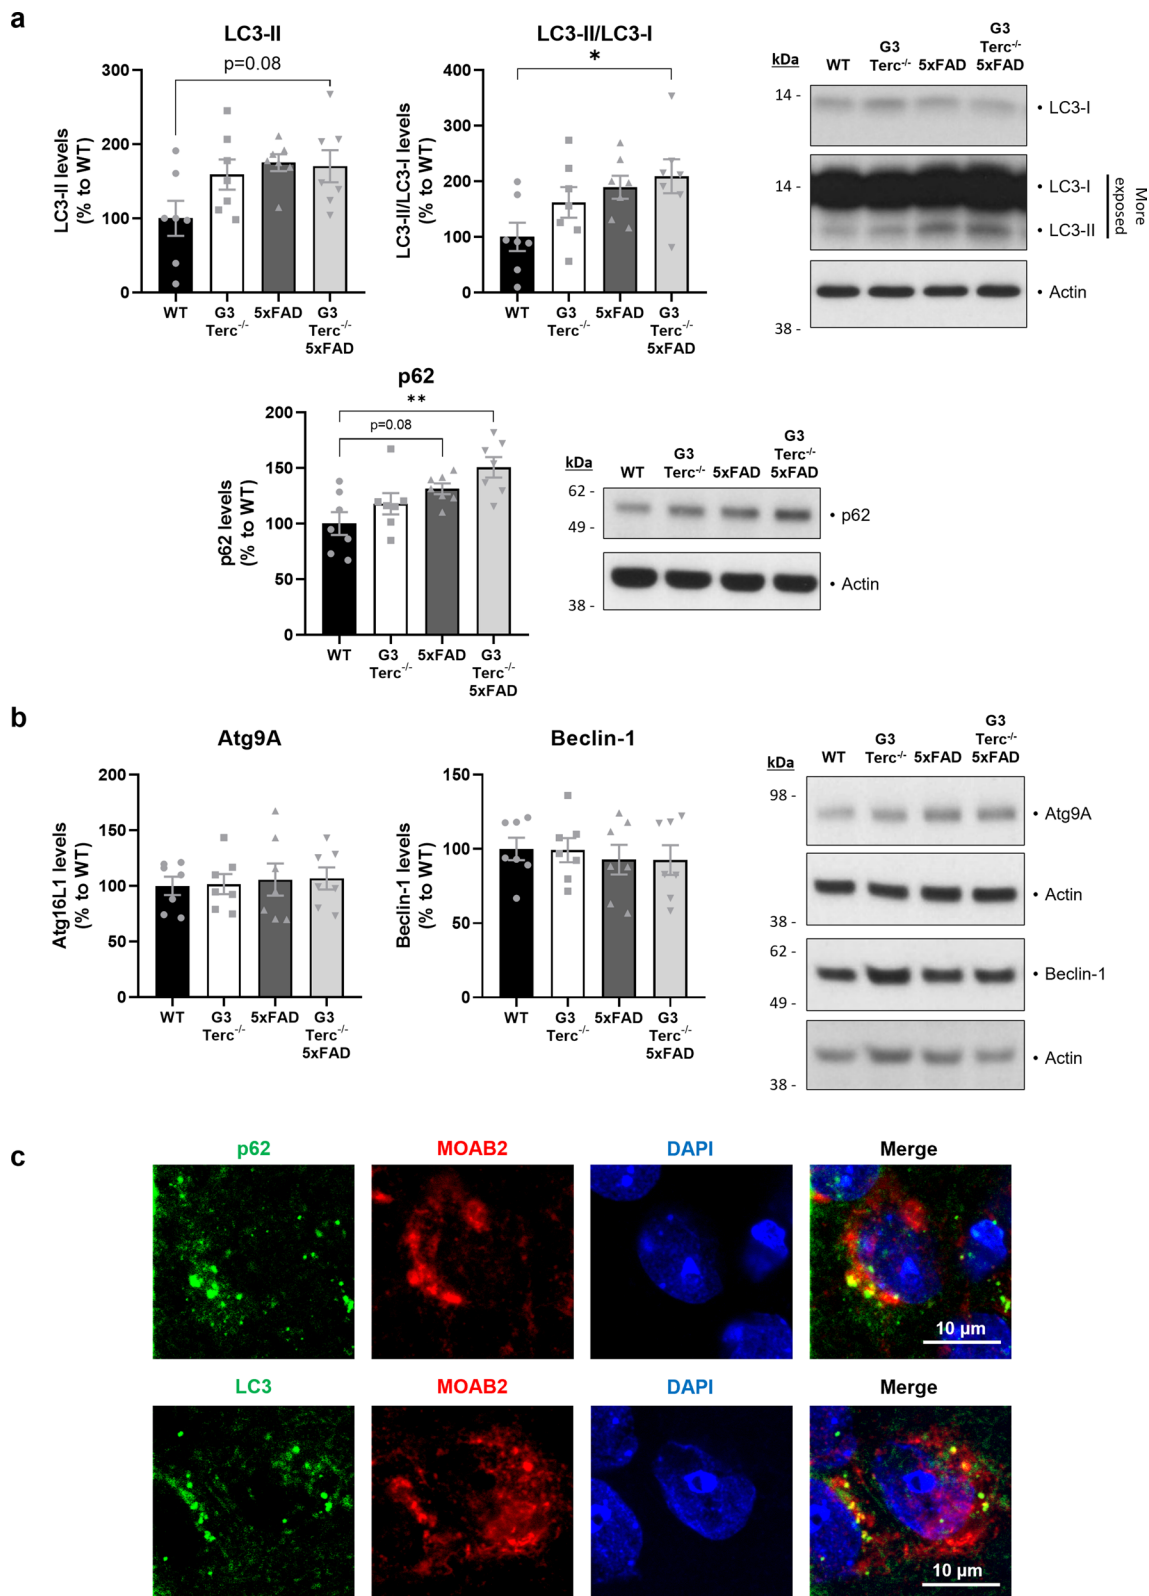 a
LC3-II
p=0.08
LC3-II levels
(% to WT)
300
200
100
0
WT
G3
Terc-/-
5xFAD
G3
Terc-/-
5xFAD
LC3-II/LC3-I
*
LC3-II/LC3-I levels
(% to WT)
400
300
200
100
0
WT
G3
Terc-/-
5xFAD
G3
Terc-/-
5xFAD
kDa
WT
G3
Terc-/-
5xFAD
G3
Terc-/-
5xFAD
14 -
• LC3-I
14 -
• LC3-I
• LC3-II
More
exposed
• Actin
38 -
p62
**
p=0.08
p62 levels
(% to WT)
200
150
100
50
0
WT
G3
Terc-/-
5xFAD
G3
Terc-/-
5xFAD
kDa
WT
G3
Terc-/-
5xFAD
G3
Terc-/-
5xFAD
62 -
49 -
• p62
• Actin
38 -
b
Atg9A
Atg16L1 levels
(% to WT)
200
150
100
50
0
WT
G3
Terc-/-
5xFAD
G3
Terc-/-
5xFAD
Beclin-1
Beclin-1 levels
(% to WT)
150
100
50
0
WT
G3
Terc-/-
5xFAD
G3
Terc-/-
5xFAD
kDa
WT
G3
Terc-/-
5xFAD
G3
Terc-/-
5xFAD
98 -
• Atg9A
• Actin
38 -
62 -
• Beclin-1
49 -
• Actin
38 -
c
p62
MOAB2
DAPI
Merge
10 µm
LC3
MOAB2
DAPI
Merge
10 µm